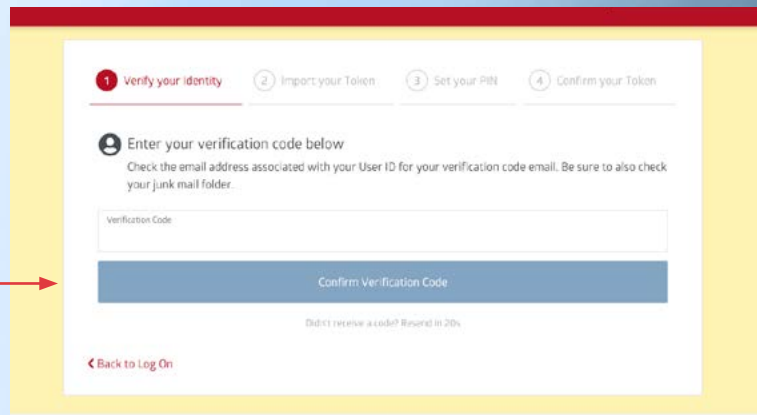 1 Verify your Identity 2 Import your Token 3 Set your PIN 4 Confirm your Token
Enter your verification code below
Check the email address associated with your User ID for your verification code email. Be sure to also check
your junk mail folder.
Verification Code
Confirm Verification Code
Didn't receive a code? Resend in 20s
Back to Log On